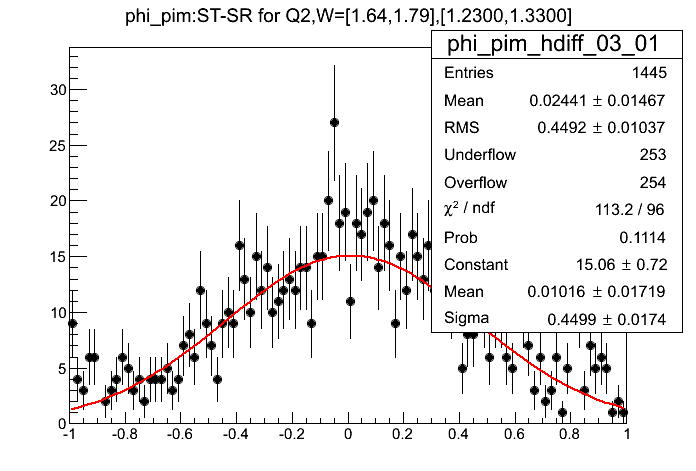 phi_pim:ST-SR for Q2,W=[1.64,1.79],[1.2300,1.3300]
phi_pim_hdiff_03_01
Entries 1445
Mean 0.02441 ± 0.01467
RMS 0.4492 ± 0.01037
Underflow 253
Overflow 254
χ² / ndf 113.2 / 96
Prob 0.1114
Constant 15.06 ± 0.72
Mean 0.01016 ± 0.01719
Sigma 0.4499 ± 0.0174
30
25
20
15
10
5
0
-1 -0.8 -0.6 -0.4 -0.2 0 0.2 0.4 0.6 0.8 1